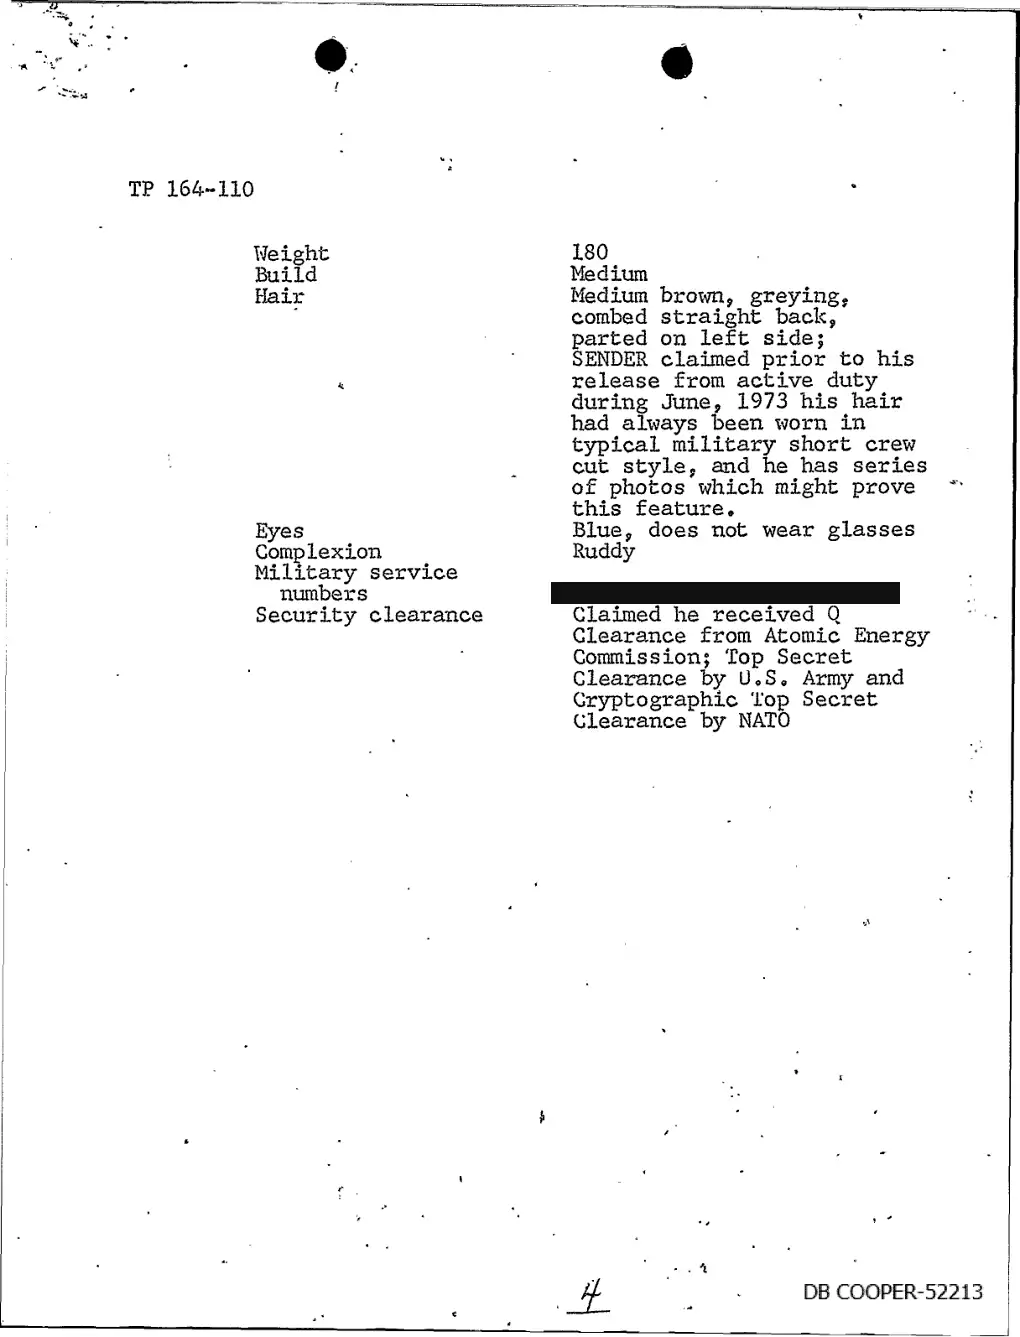 TP 164-110
Weight 180
Build Medium
Hair Medium brown, greying,
combed straight back,
parted on left side;
SENDER claimed prior to his
release from active duty
during June, 1973 his hair
had always been worn in
typical military short crew
cut style, and he has series
of photos which might prove
this feature.
Eyes Blue, does not wear glasses
Complexion Ruddy
Military service
numbers
Security clearance Claimed he received Q
Clearance from Atomic Energy
Commission; Top Secret
Clearance by U.S. Army and
Cryptographic Top Secret
Clearance by NATO
4
DB COOPER-52213